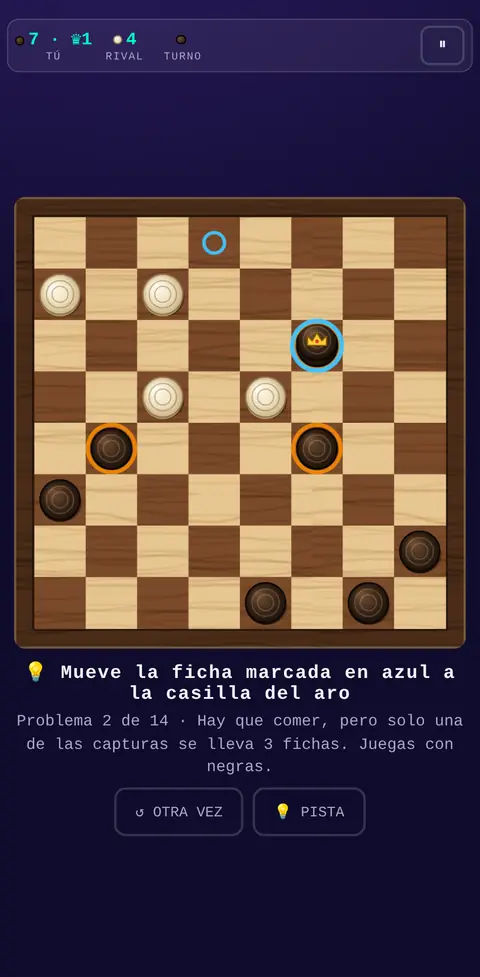 7 · ♛1
TÚ
4
RIVAL
TURNO
⏸
💡 Mueve la ficha marcada en azul a
la casilla del aro
Problema 2 de 14 · Hay que comer, pero solo una
de las capturas se lleva 3 fichas. Juegas con
negras.
↺ OTRA VEZ
💡 PISTA